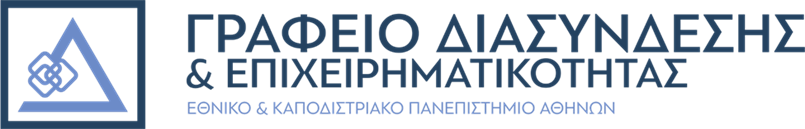 ΓΡΑΦΕΙΟ ΔΙΑΣΥΝΔΕΣΗΣ
& ΕΠΙΧΕΙΡΗΜΑΤΙΚΟΤΗΤΑΣ
ΕΘΝΙΚΟ & ΚΑΠΟΔΙΣΤΡΙΑΚΟ ΠΑΝΕΠΙΣΤΗΜΙΟ ΑΘΗΝΩΝ